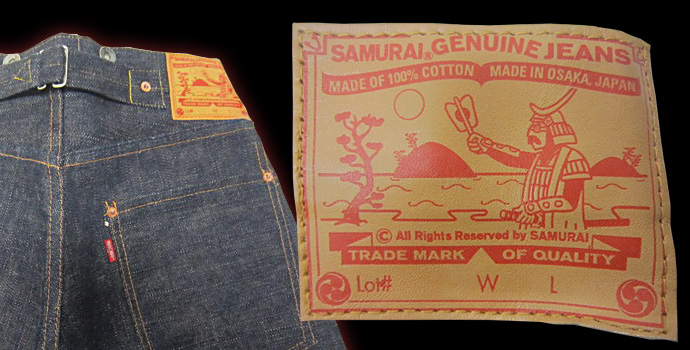 SAMURAI® GENUINE JEANS
MADE OF 100% COTTON MADE IN OSAKA, JAPAN
© All Rights Reserved by SAMURAI
TRADE MARK OF QUALITY
Lot# W L